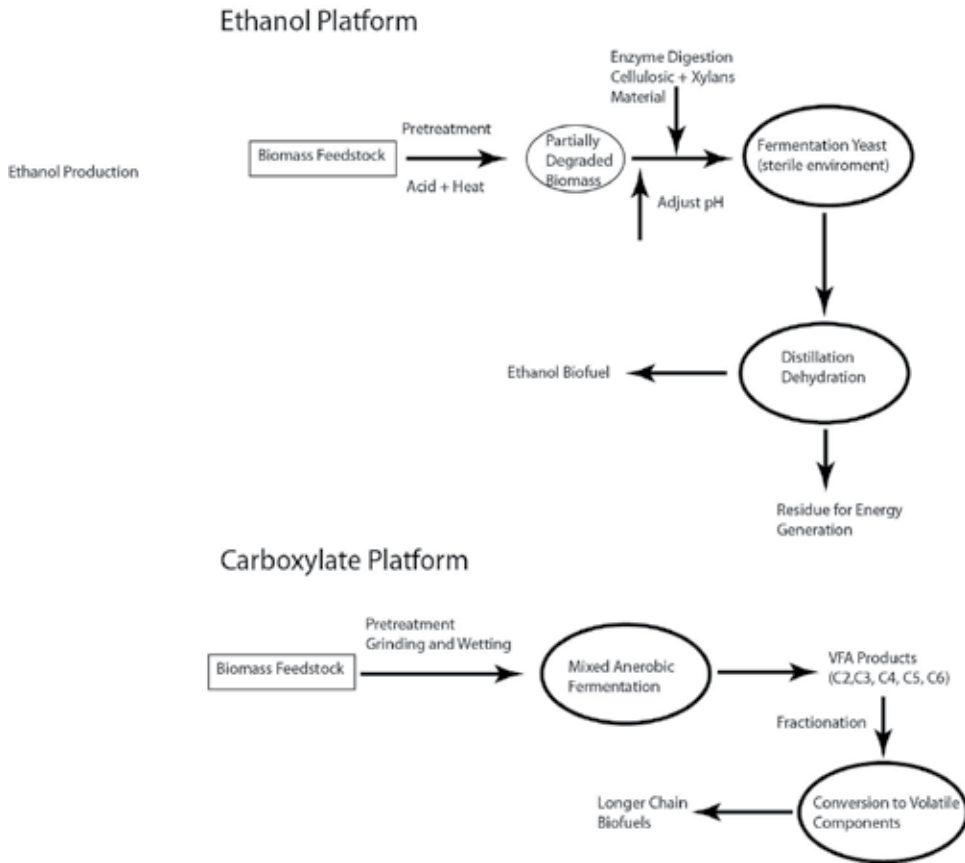 Ethanol Platform
Enzyme Digestion
Cellulosic + Xylans
Material
Pretreatment
Biomass Feedstock
Acid + Heat
Partially
Degraded
Biomass
Fermentation Yeast
(sterile enviroment)
Ethanol Production
Adjust pH
Distillation
Dehydration
Ethanol Biofuel
Residue for Energy
Generation
Carboxylate Platform
Pretreatment
Grinding and Wetting
Biomass Feedstock
Mixed Anerobic
Fermentation
VFA Products
(C2,C3, C4, C5, C6)
Fractionation
Longer Chain
Biofuels
Conversion to Volatile
Components